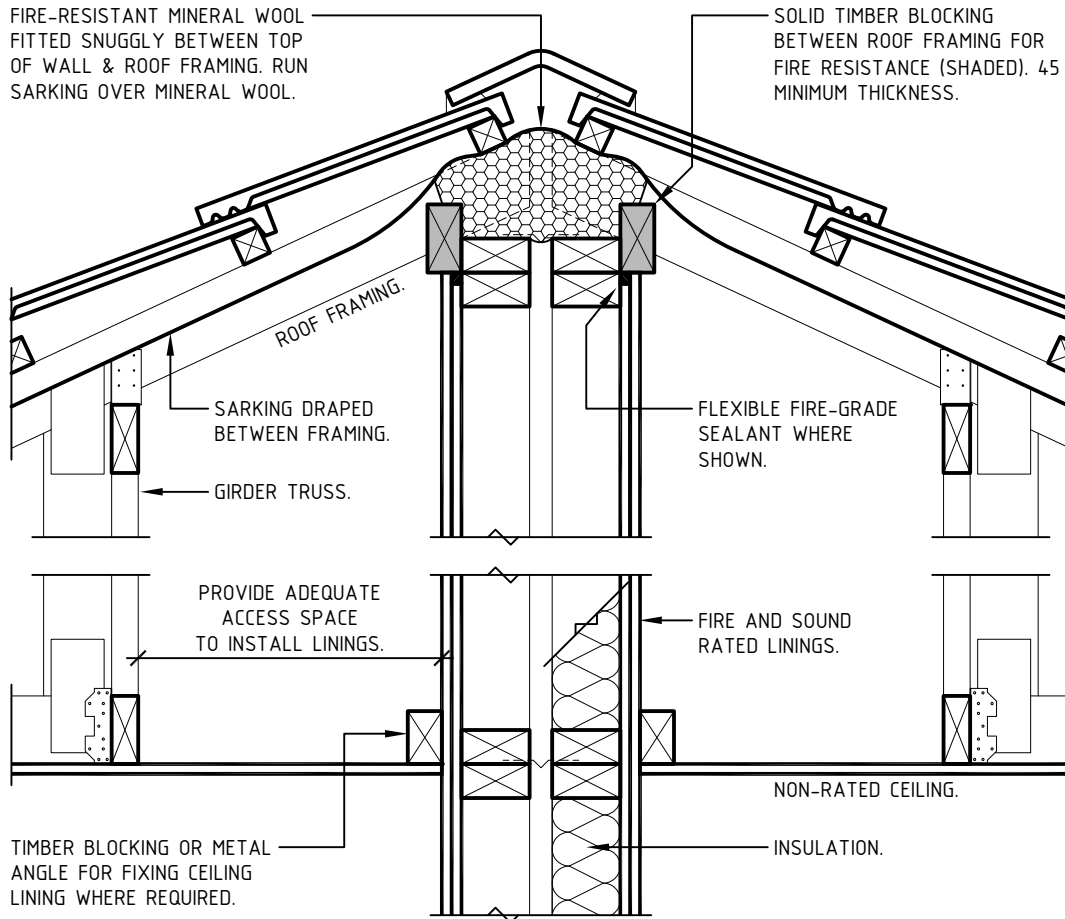 FIRE-RESISTANT MINERAL WOOL
FITTED SNUGGLY BETWEEN TOP
OF WALL & ROOF FRAMING. RUN
SARKING OVER MINERAL WOOL.
SOLID TIMBER BLOCKING
BETWEEN ROOF FRAMING FOR
FIRE RESISTANCE (SHADED). 45
MINIMUM THICKNESS.
ROOF FRAMING.
SARKING DRAPED
BETWEEN FRAMING.
FLEXIBLE FIRE-GRADE
SEALANT WHERE
SHOWN.
GIRDER TRUSS.
PROVIDE ADEQUATE
ACCESS SPACE
TO INSTALL LININGS.
FIRE AND SOUND
RATED LININGS.
NON-RATED CEILING.
TIMBER BLOCKING OR METAL
ANGLE FOR FIXING CEILING
LINING WHERE REQUIRED.
INSULATION.